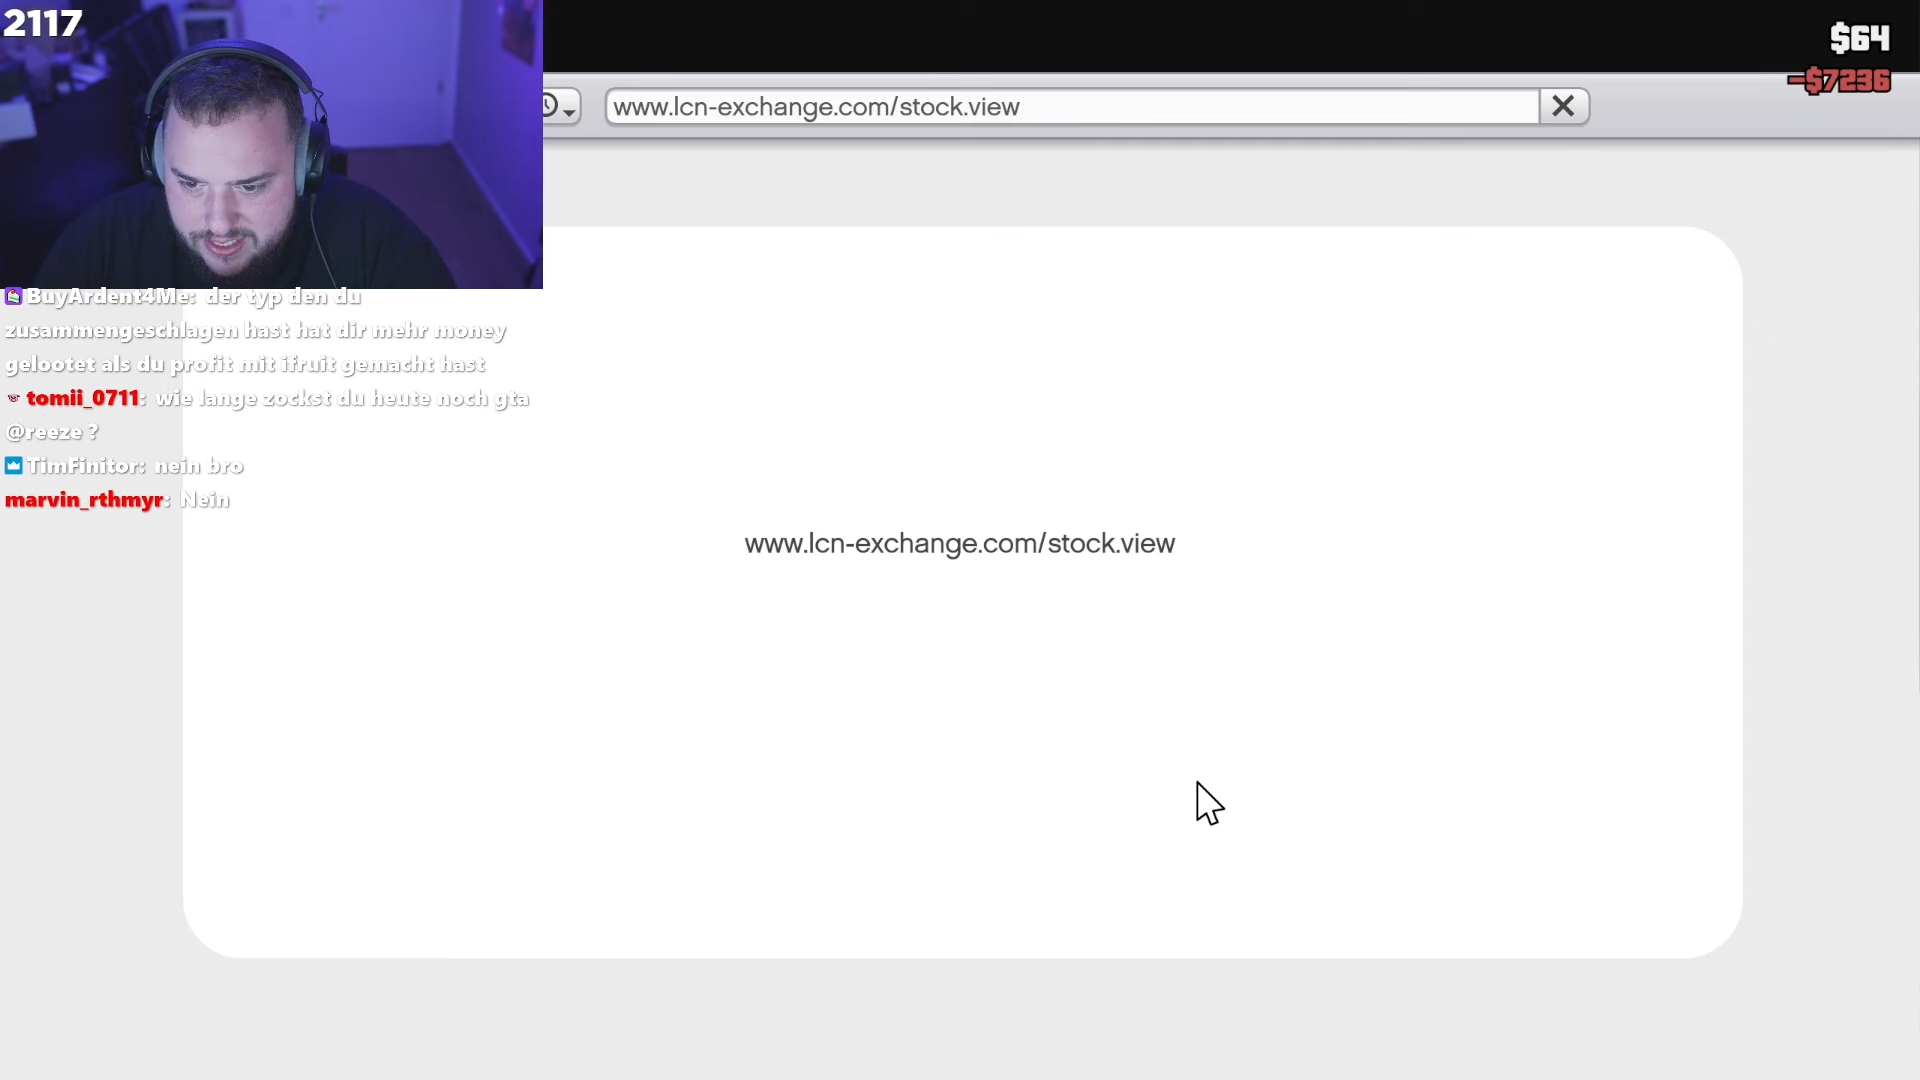 2117
$64
-$7236
www.lcn-exchange.com/stock.view
BuyArdent4Me: der typ den du
zusammengeschlagen hast hat dir mehr money
gelootet als du profit mit ifruit gemacht hast
tomii_0711: wie lange zockst du heute noch gta
@reeze ?
TimFinitor: nein bro
marvin_rthmyr: Nein
www.lcn-exchange.com/stock.view